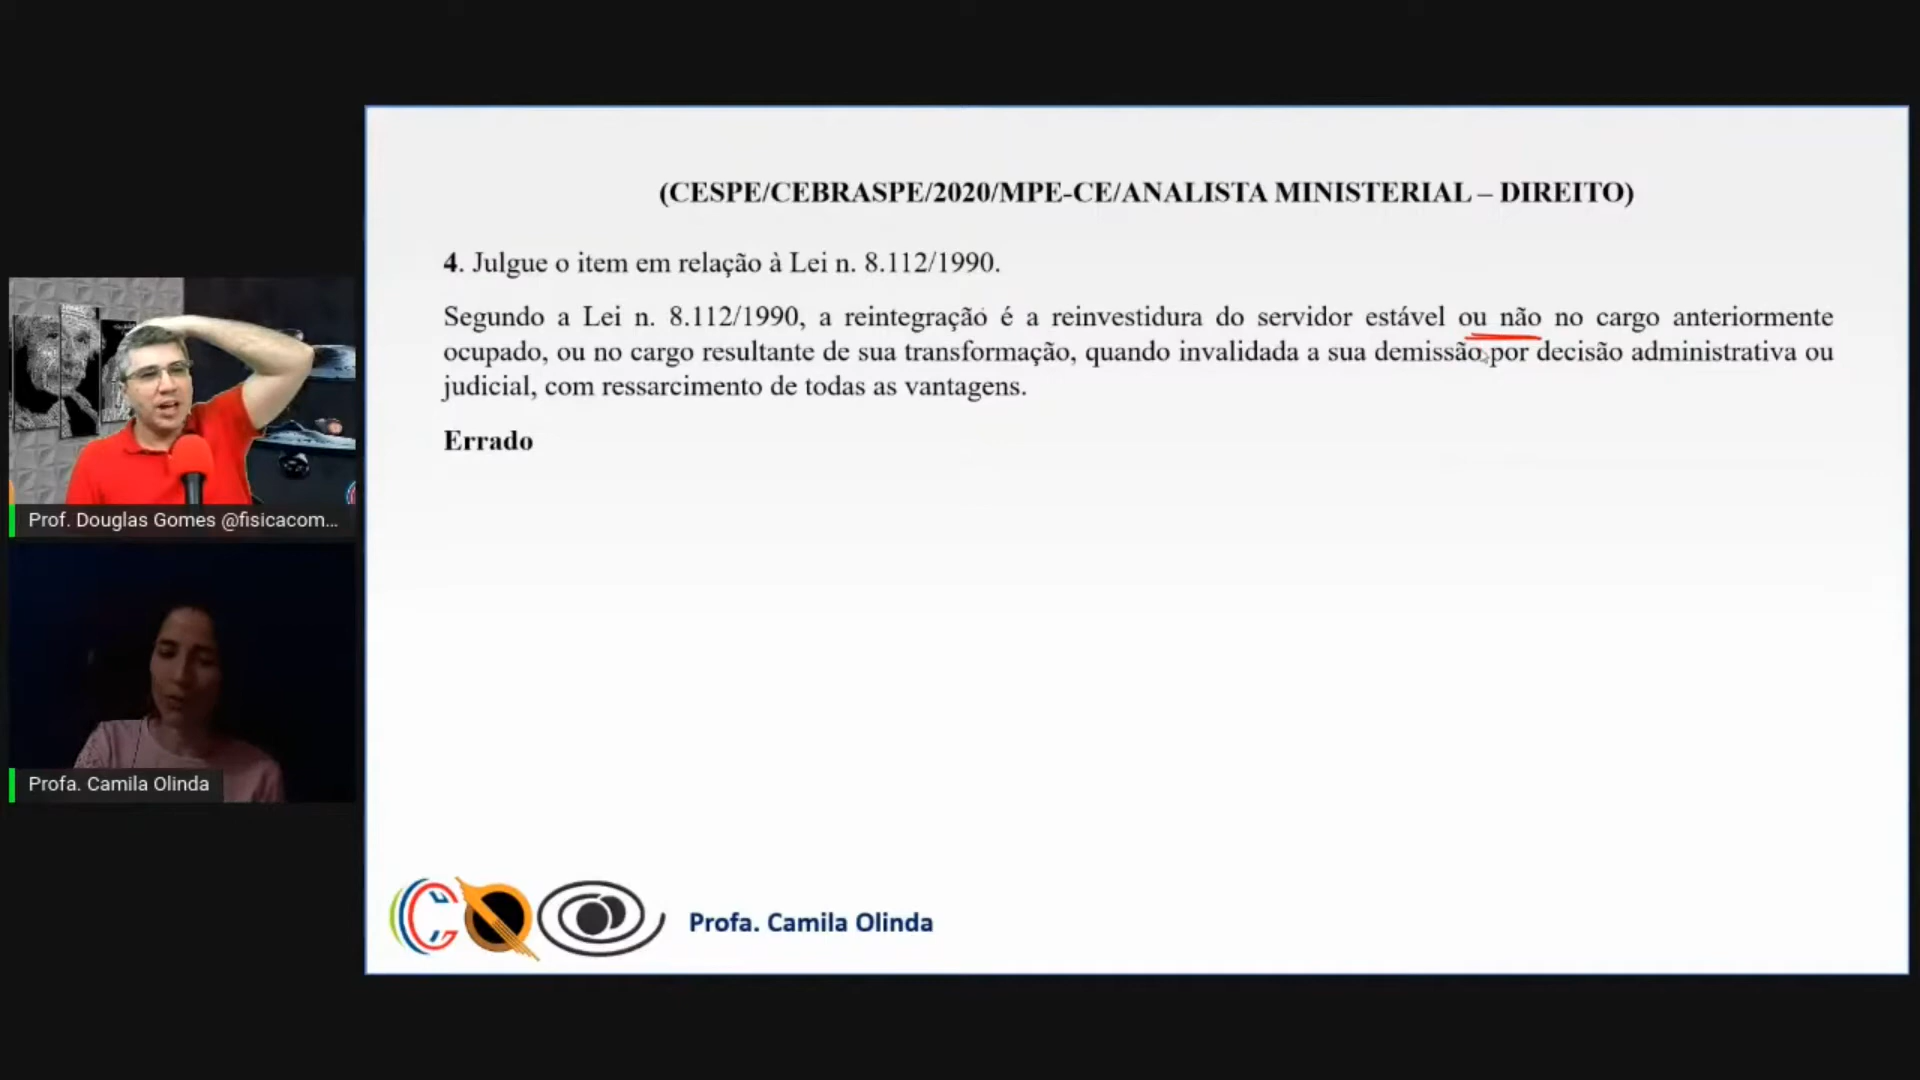 (CESPE/CEBRASPE/2020/MPE-CE/ANALISTA MINISTERIAL – DIREITO)
4. Julgue o item em relação à Lei n. 8.112/1990.
Segundo a Lei n. 8.112/1990, a reintegração é a reinvestidura do servidor estável ou não no cargo anteriormente
ocupado, ou no cargo resultante de sua transformação, quando invalidada a sua demissão por decisão administrativa ou
judicial, com ressarcimento de todas as vantagens.
Errado
Prof. Douglas Gomes @fisicacom...
Profa. Camila Olinda
Profa. Camila Olinda